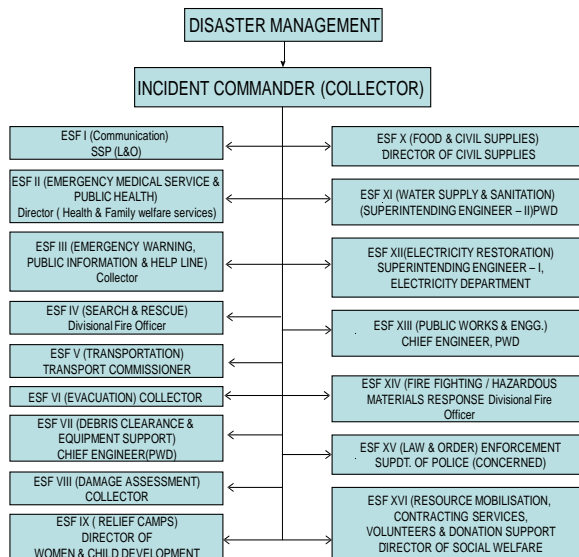 DISASTER MANAGEMENT
INCIDENT COMMANDER (COLLECTOR)
ESF I (Communication)
SSP (L&O)
ESF II (EMERGENCY MEDICAL SERVICE &
PUBLIC HEALTH)
Director ( Health & Family welfare services)
ESF III (EMERGENCY WARNING,
PUBLIC INFORMATION & HELP LINE)
Collector
ESF IV (SEARCH & RESCUE)
Divisional Fire Officer
ESF V (TRANSPORTATION)
TRANSPORT COMMISSIONER
ESF VI (EVACUATION) COLLECTOR
ESF VII (DEBRIS CLEARANCE &
EQUIPMENT SUPPORT)
CHIEF ENGINEER(PWD)
ESF VIII (DAMAGE ASSESSMENT)
COLLECTOR
ESF IX ( RELIEF CAMPS)
DIRECTOR OF
WOMEN & CHILD DEVELOPMENT
ESF X (FOOD & CIVIL SUPPLIES)
DIRECTOR OF CIVIL SUPPLIES
ESF XI (WATER SUPPLY & SANITATION)
(SUPERINTENDING ENGINEER – II)PWD
ESF XII(ELECTRICITY RESTORATION)
SUPERINTENDING ENGINEER – I,
ELECTRICITY DEPARTMENT
ESF XIII (PUBLIC WORKS & ENGG.)
CHIEF ENGINEER, PWD
ESF XIV (FIRE FIGHTING / HAZARDOUS
MATERIALS RESPONSE Divisional Fire
Officer
ESF XV (LAW & ORDER) ENFORCEMENT
SUPDT. OF POLICE (CONCERNED)
ESF XVI (RESOURCE MOBILISATION,
CONTRACTING SERVICES,
VOLUNTEERS & DONATION SUPPORT
DIRECTOR OF SOCIAL WELFARE